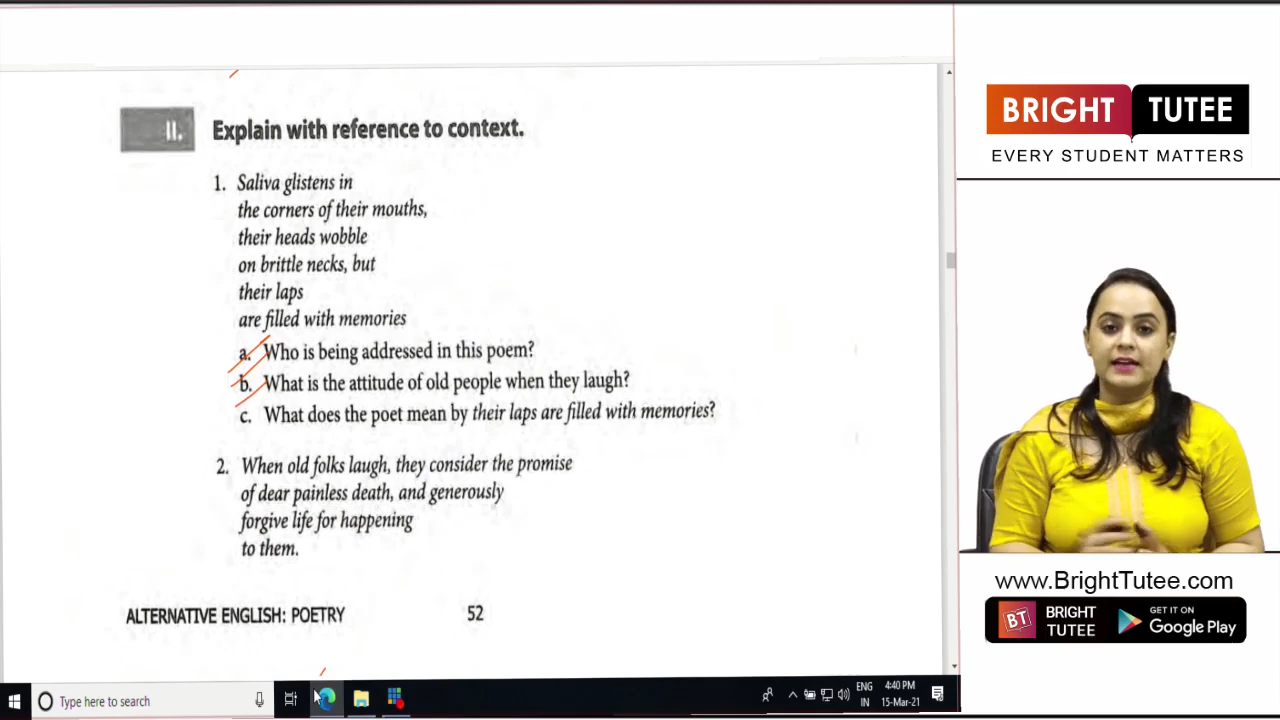 II. Explain with reference to context.
1. Saliva glistens in
the corners of their mouths,
their heads wobble
on brittle necks, but
their laps
are filled with memories
a. Who is being addressed in this poem?
b. What is the attitude of old people when they laugh?
c. What does the poet mean by their laps are filled with memories?
2. When old folks laugh, they consider the promise
of dear painless death, and generously
forgive life for happening
to them.
ALTERNATIVE ENGLISH: POETRY 52
BRIGHT TUTEE
EVERY STUDENT MATTERS
www.BrightTutee.com
BT BRIGHT TUTEE
GET IT ON
Google Play
Type here to search
ENG
IN
4:40 PM
15-Mar-21